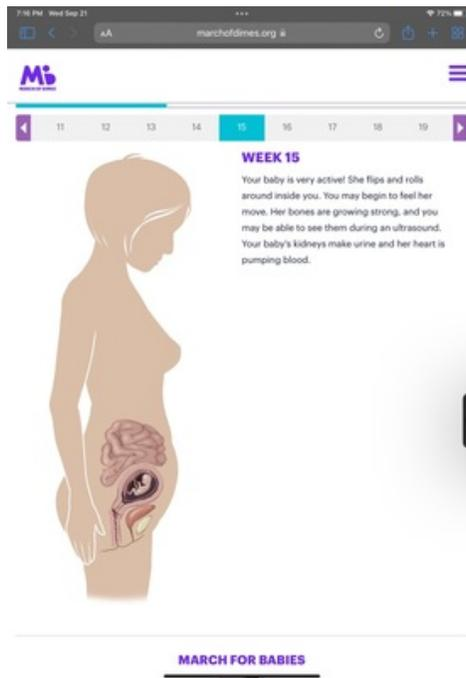 7:16 PM Wed Sep 21
72%
AA
marchofdimes.org
MARCH OF DIMES
11 12 13 14 15 16 17 18 19
WEEK 15
Your baby is very active! She flips and rolls
around inside you. You may begin to feel her
move. Her bones are growing strong, and you
may be able to see them during an ultrasound.
Your baby's kidneys make urine and her heart is
pumping blood.
MARCH FOR BABIES